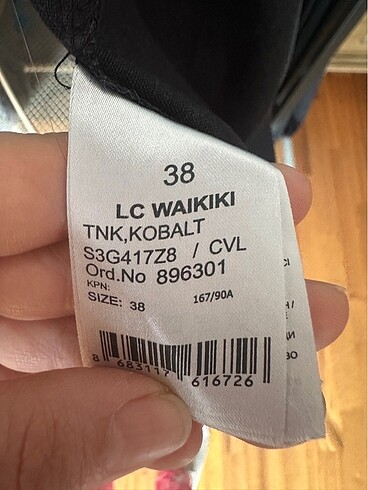 38
LC WAIKIKI
TNK,KOBALT
S3G417Z8 / CVL
Ord.No 896301
KPN:
SIZE: 38 167/90A
8 683117 616726